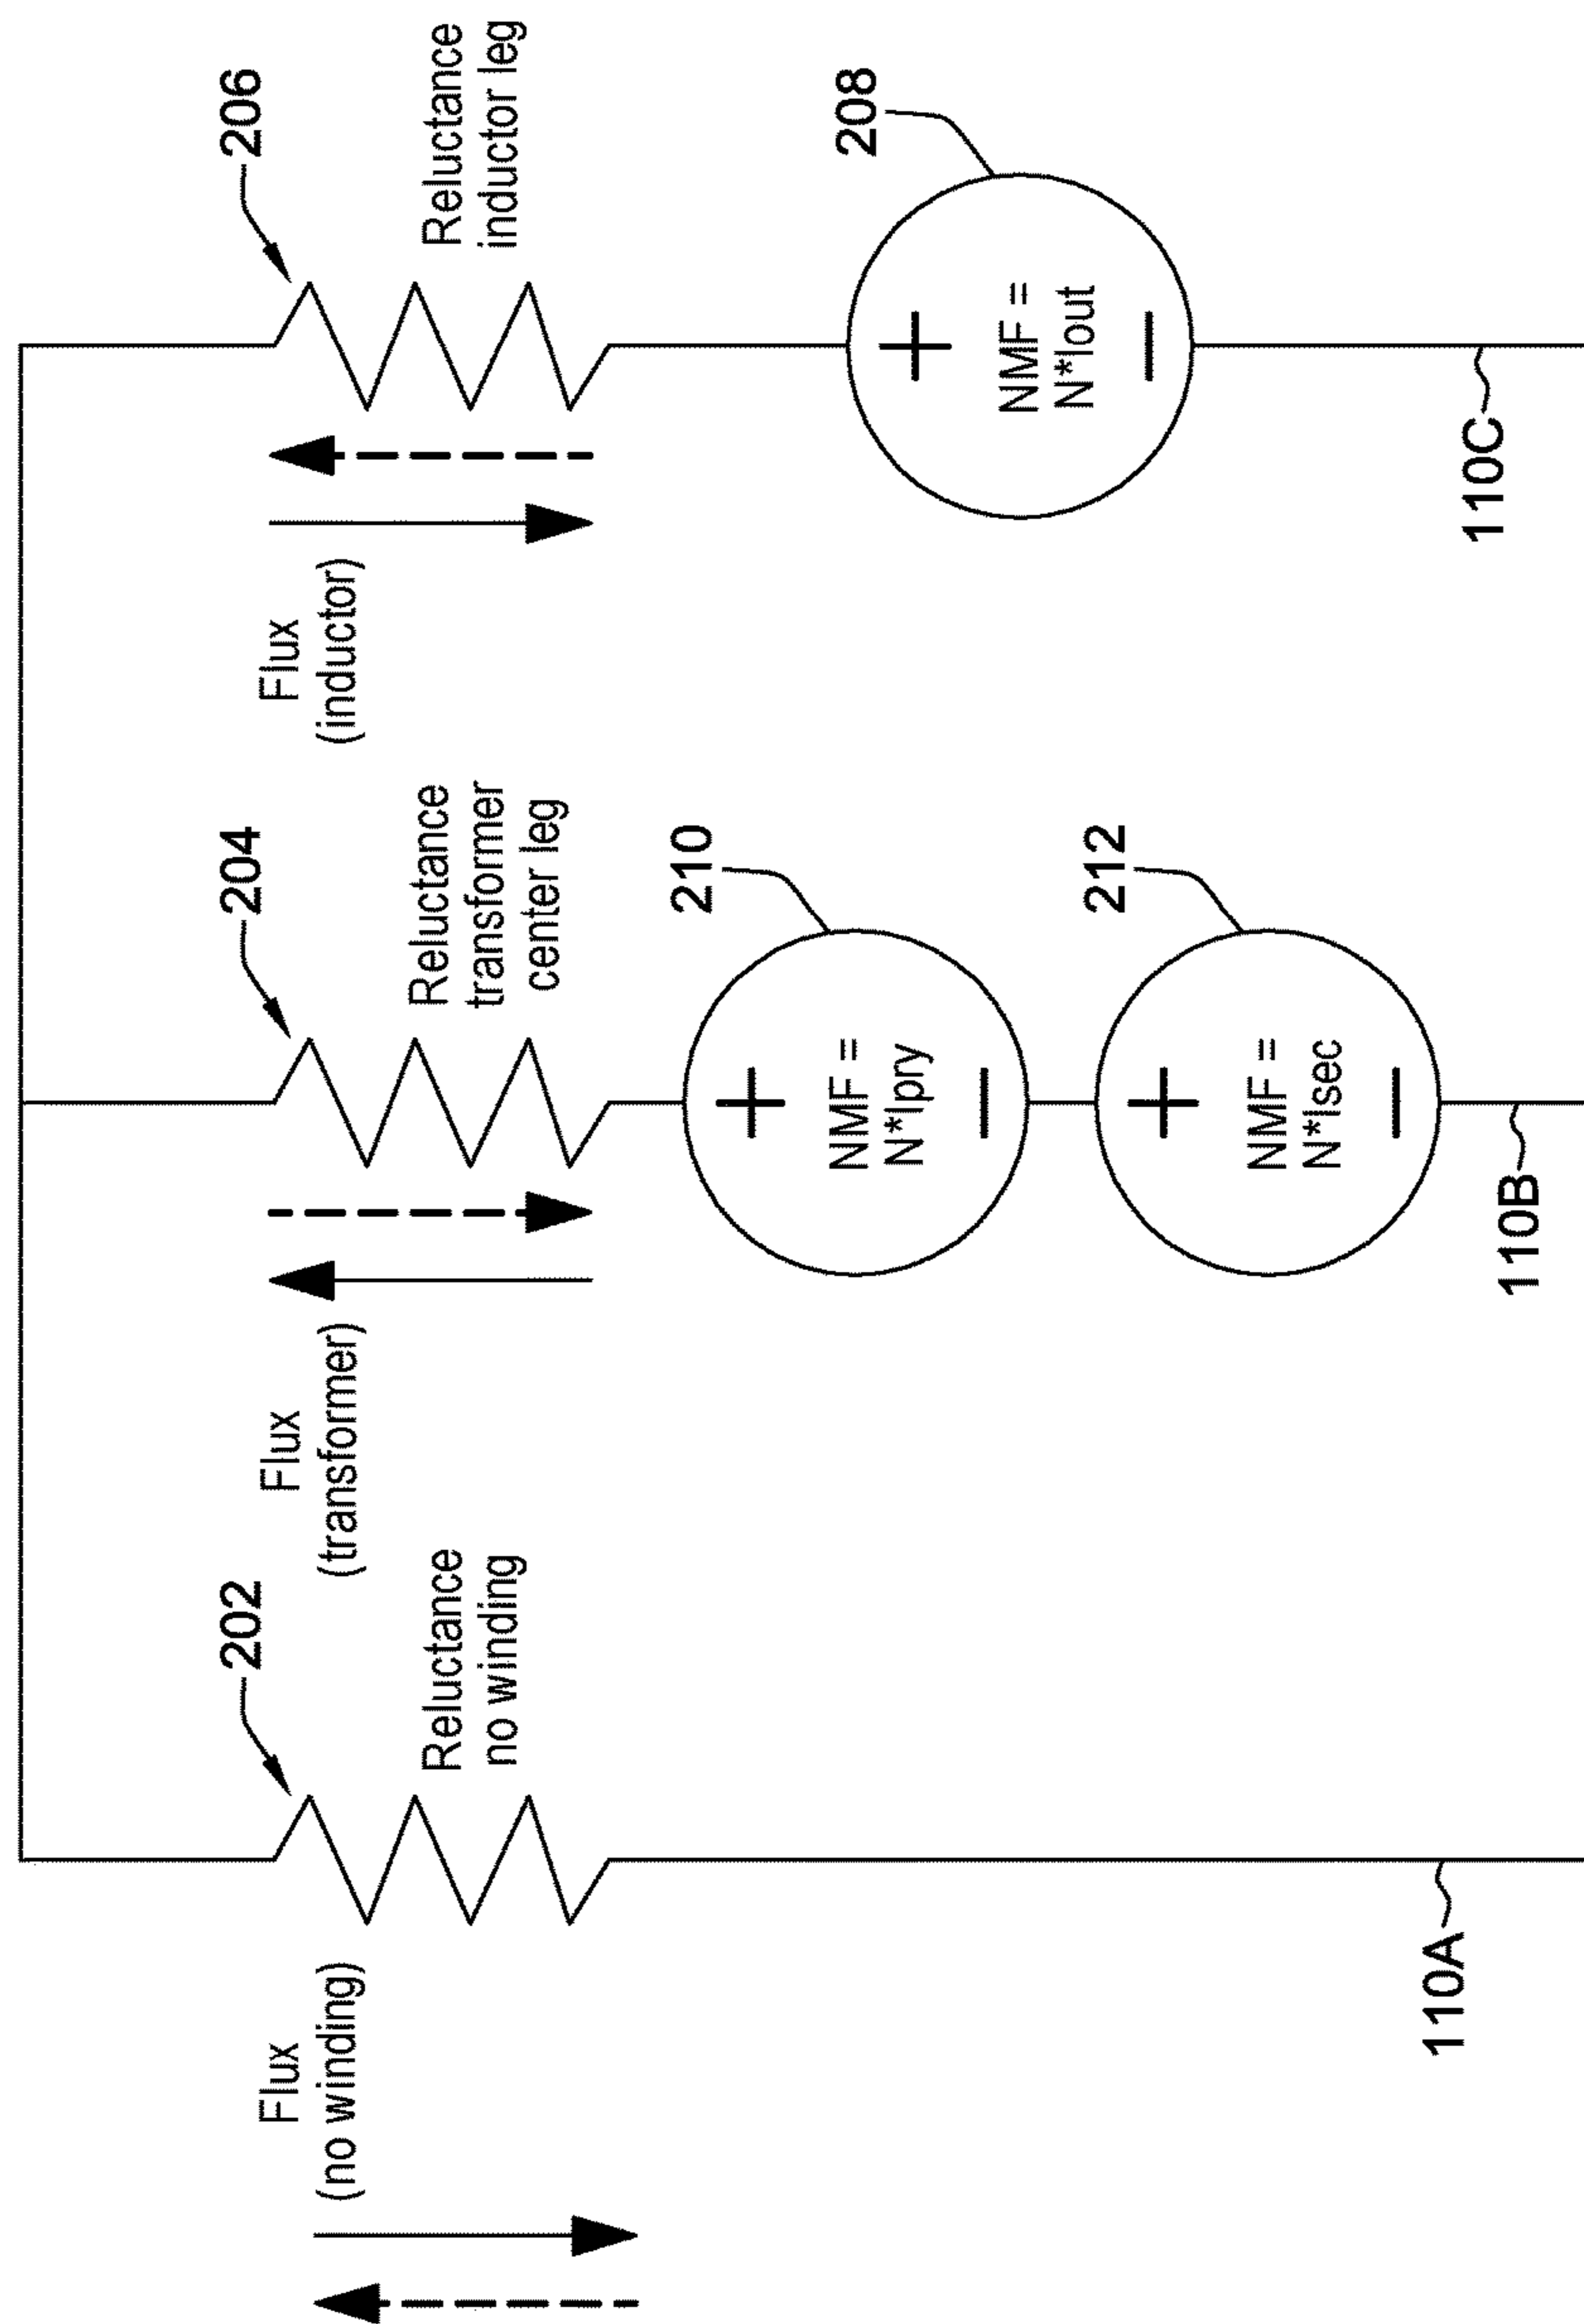 202
Flux
(no winding)
Reluctance
no winding
110A
204
Flux
(transformer)
Reluctance
transformer
center leg
210
+
NMF =
N*Ipry
−
212
+
NMF =
N*Isec
−
110B
206
Flux
(inductor)
Reluctance
inductor leg
208
+
NMF =
N*Iout
−
110C